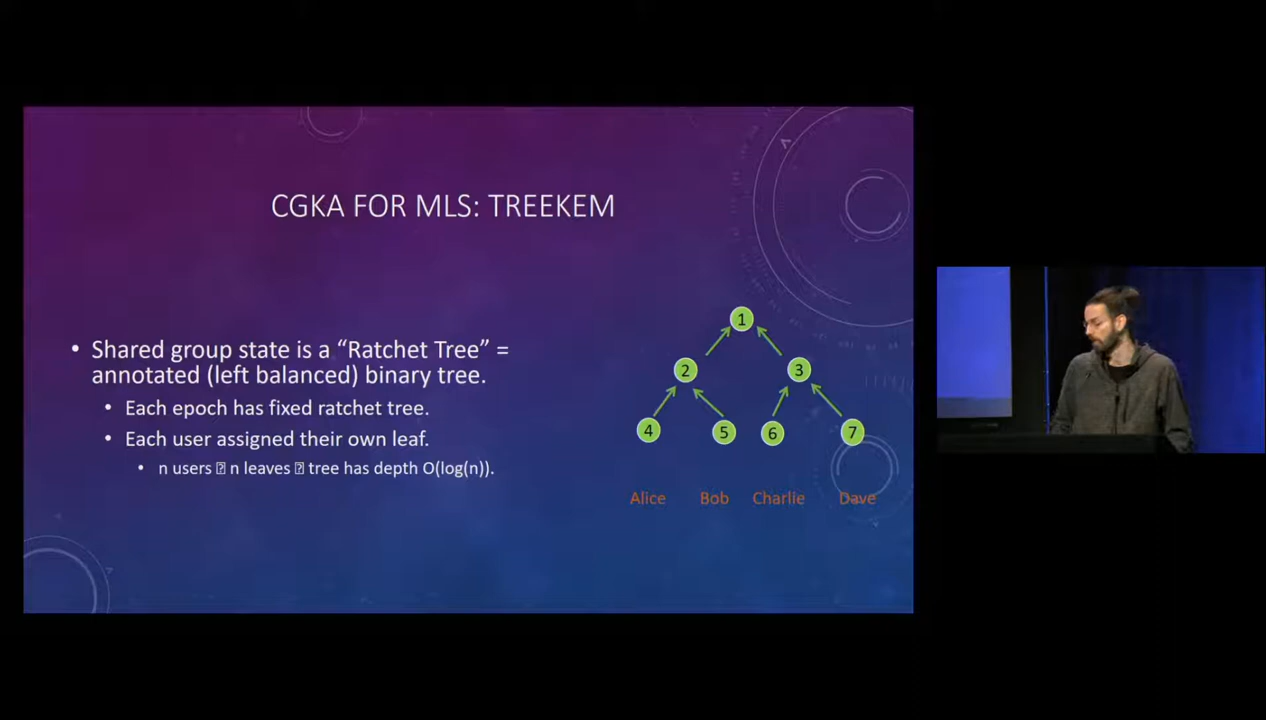 CGKA FOR MLS: TREEKEM
• Shared group state is a “Ratchet Tree” =
annotated (left balanced) binary tree.
• Each epoch has fixed ratchet tree.
• Each user assigned their own leaf.
• n users ⍰ n leaves ⍰ tree has depth O(log(n)).
1
2 3
4 5 6 7
Alice Bob Charlie Dave